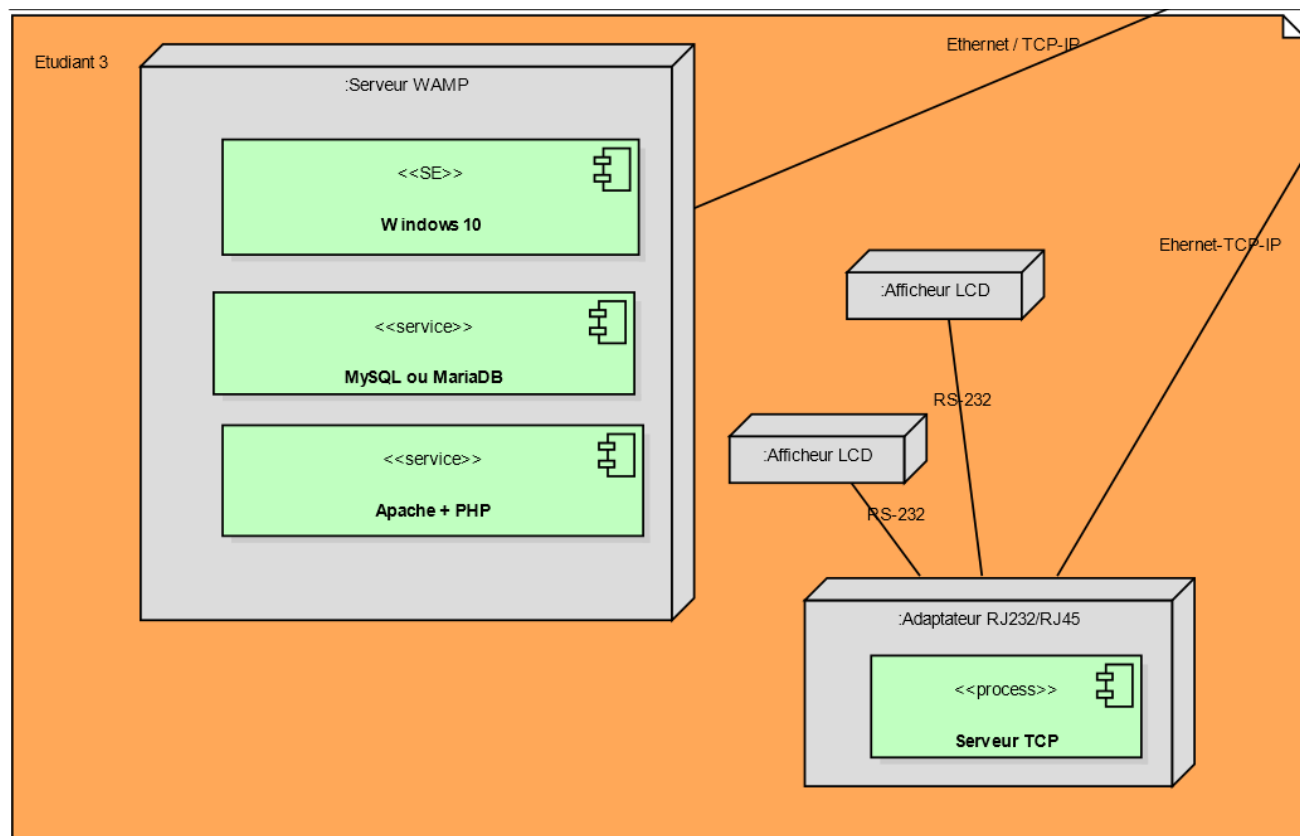 Etudiant 3
Ethernet / TCP-IP
:Serveur WAMP
<<SE>>
Windows 10
<<service>>
MySQL ou MariaDB
<<service>>
Apache + PHP
Ehernet-TCP-IP
:Afficheur LCD
RS-232
:Afficheur LCD
RS-232
:Adaptateur RJ232/RJ45
<<process>>
Serveur TCP